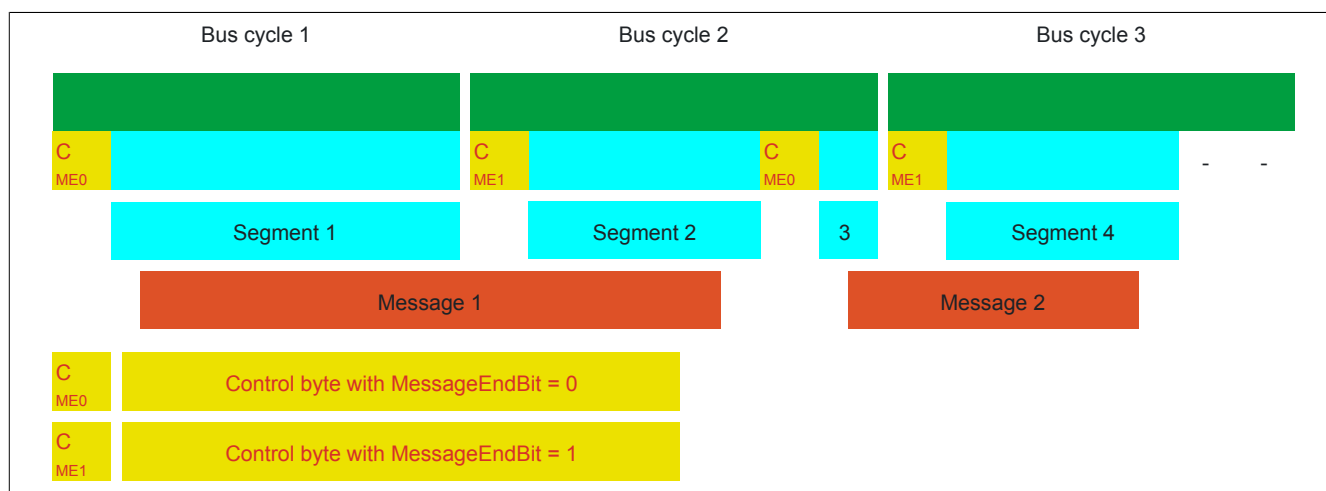 Bus cycle 1 Bus cycle 2 Bus cycle 3
C C C C
ME0 ME1 ME0 ME1 - -
Segment 1 Segment 2 3 Segment 4
Message 1 Message 2
C
ME0 Control byte with MessageEndBit = 0
C
ME1 Control byte with MessageEndBit = 1